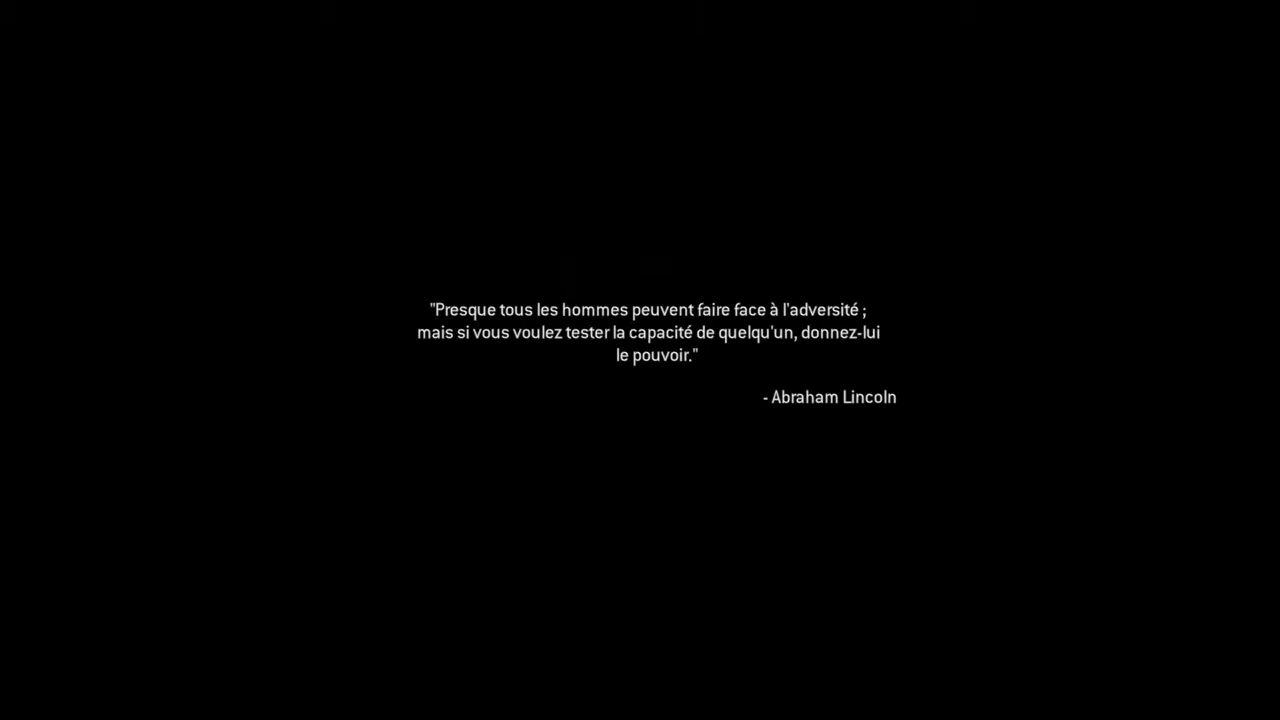 "Presque tous les hommes peuvent faire face à l'adversité ;
mais si vous voulez tester la capacité de quelqu'un, donnez-lui
le pouvoir."
- Abraham Lincoln